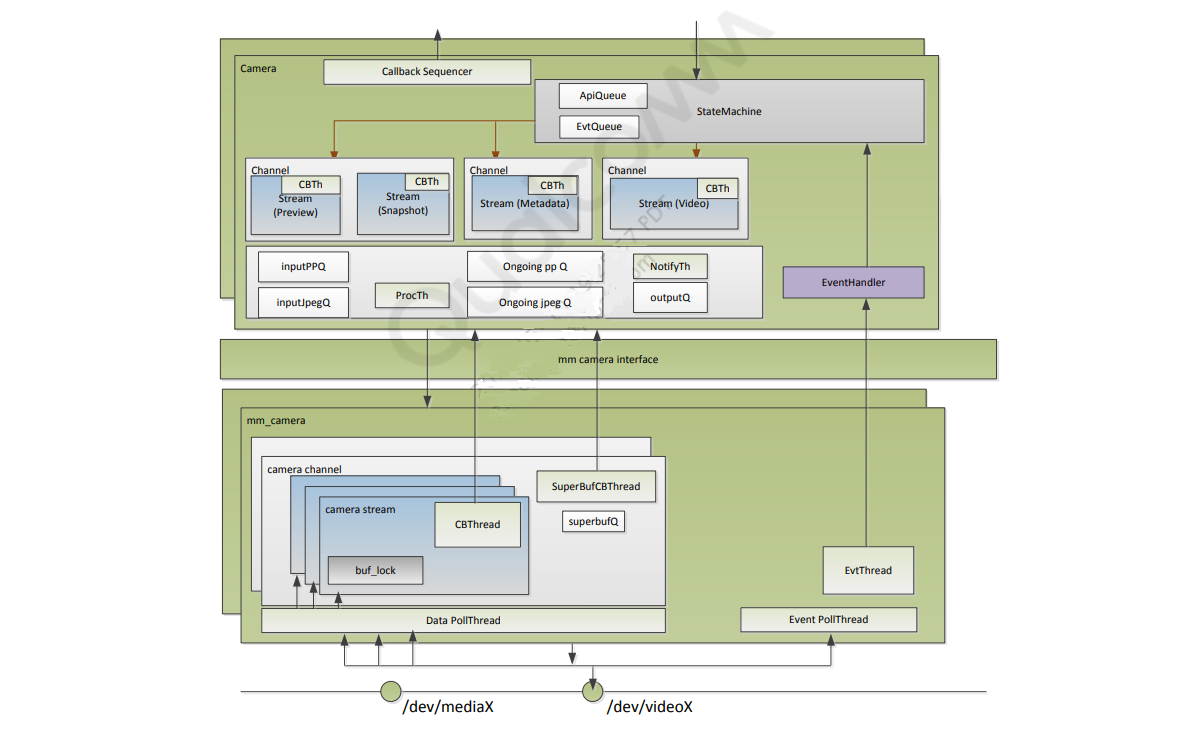 Camera
Callback Sequencer
ApiQueue
StateMachine
EvtQueue
Channel
CBTh
Stream
(Preview)
CBTh
Stream
(Snapshot)
Channel
CBTh
Stream (Metadata)
Channel
CBTh
Stream (Video)
inputPPQ
inputJpegQ
ProcTh
Ongoing pp Q
Ongoing jpeg Q
NotifyTh
outputQ
EventHandler
Qualcomm
mm camera interface
mm_camera
camera channel
camera stream
CBThread
buf_lock
SuperBufCBThread
superbufQ
EvtThread
Data PollThread
Event PollThread
/dev/mediaX
/dev/videoX